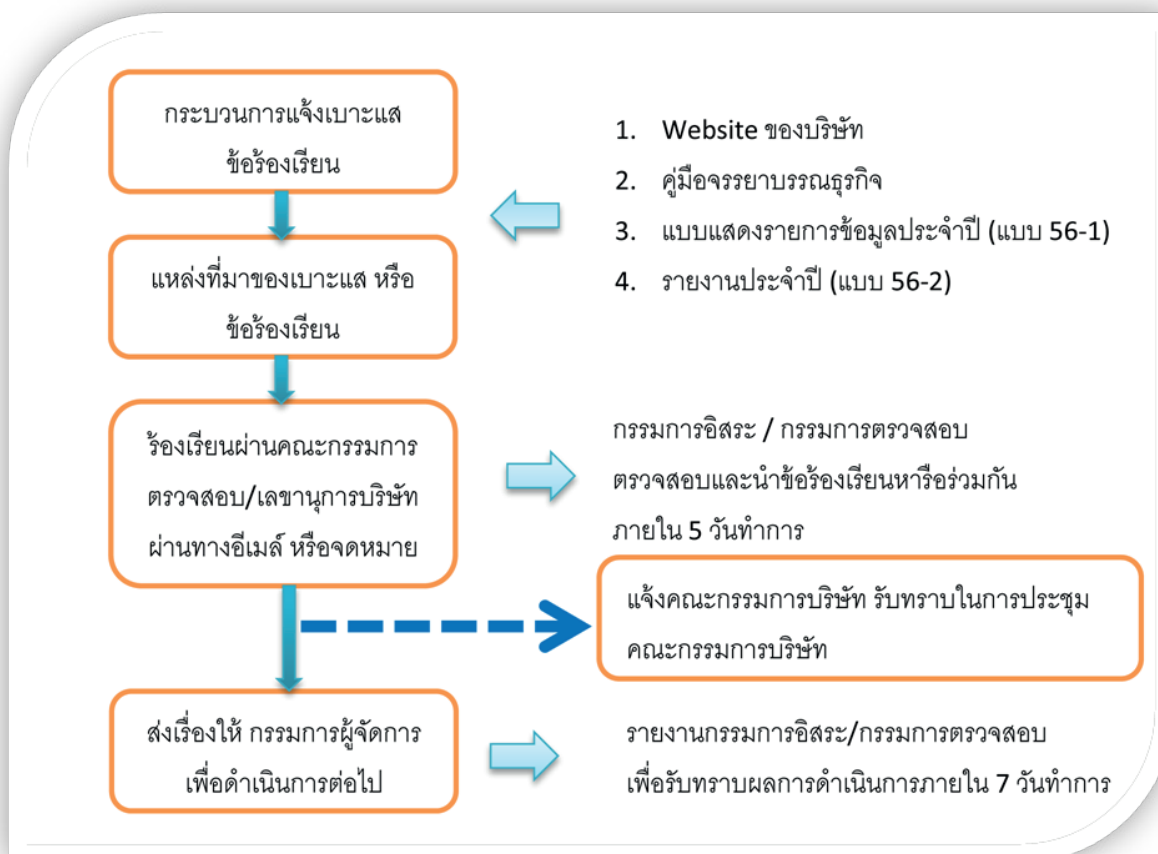 กระบวนการแจ้งเบาะแส
ข้อร้องเรียน
1. Website ของบริษัท
2. คู่มือจรรยาบรรณธุรกิจ
3. แบบแสดงรายการข้อมูลประจำปี (แบบ 56-1)
4. รายงานประจำปี (แบบ 56-2)
แหล่งที่มาของเบาะแส หรือ
ข้อร้องเรียน
ร้องเรียนผ่านคณะกรรมการ
ตรวจสอบ/เลขานุการบริษัท
ผ่านทางอีเมล์ หรือจดหมาย
กรรมการอิสระ / กรรมการตรวจสอบ
ตรวจสอบและนำข้อร้องเรียนหารือร่วมกัน
ภายใน 5 วันทำการ
แจ้งคณะกรรมการบริษัท รับทราบในการประชุม
คณะกรรมการบริษัท
ส่งเรื่องให้ กรรมการผู้จัดการ
เพื่อดำเนินการต่อไป
รายงานกรรมการอิสระ/กรรมการตรวจสอบ
เพื่อรับทราบผลการดำเนินการภายใน 7 วันทำการ